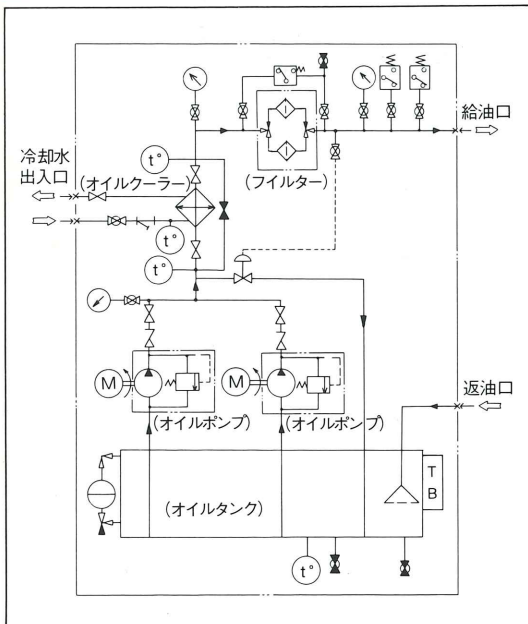 給油口
冷却水
出入口
(オイルクーラー)
(フイルター)
t°
t°
t°
M
M
(オイルポンプ)
(オイルポンプ)
返油口
(オイルタンク)
T
B
t°